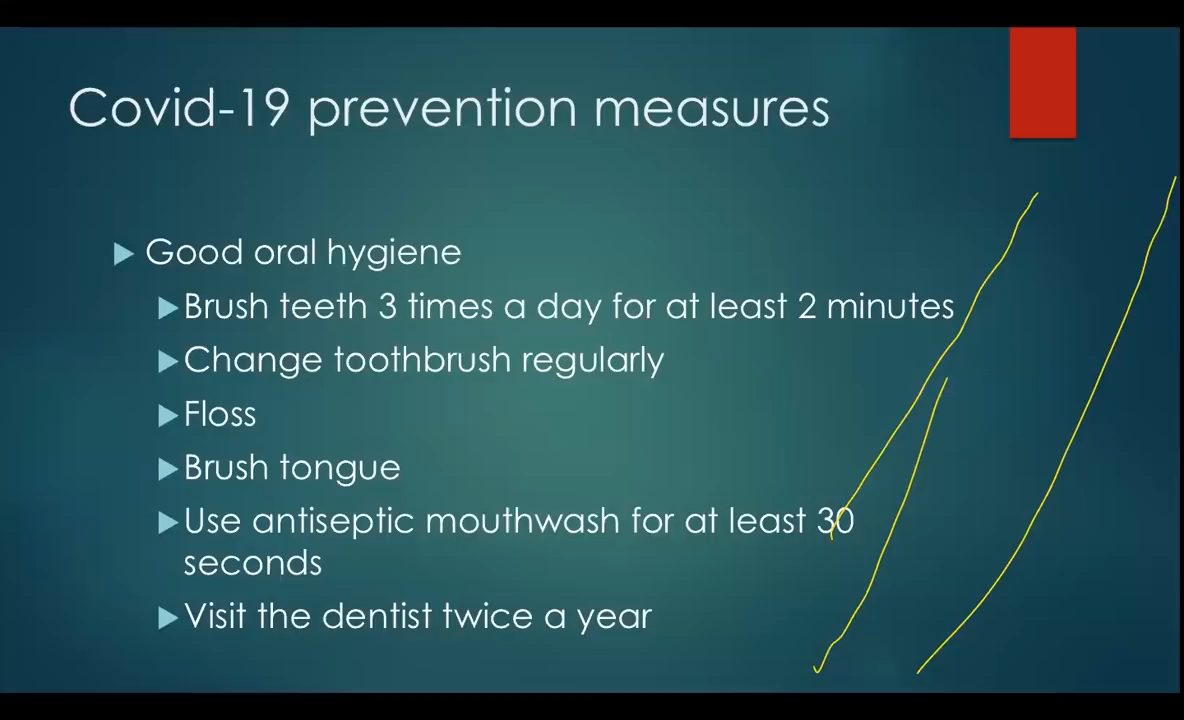 Covid-19 prevention measures
Good oral hygiene
Brush teeth 3 times a day for at least 2 minutes
Change toothbrush regularly
Floss
Brush tongue
Use antiseptic mouthwash for at least 30
seconds
Visit the dentist twice a year